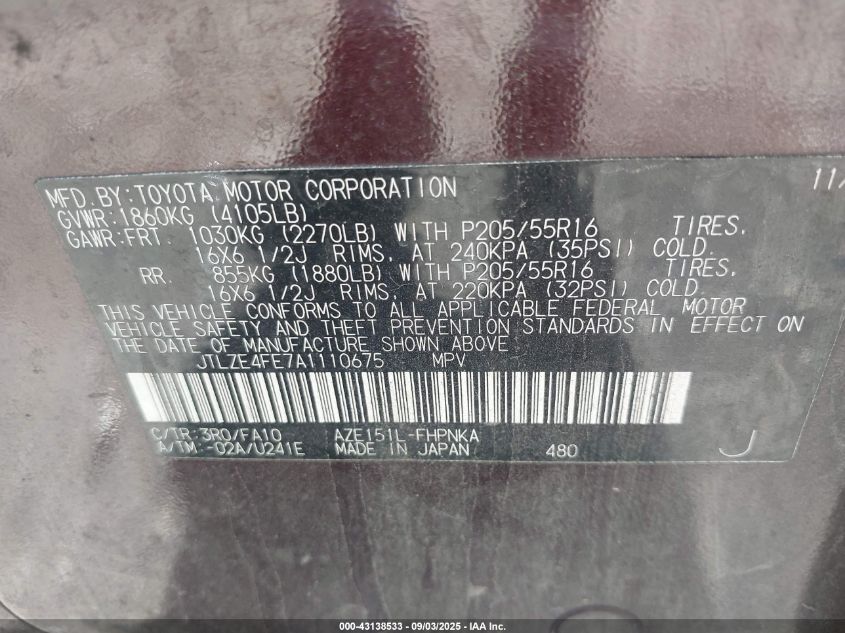 MFD.BY:TOYOTA MOTOR CORPORATION 11/
GVWR:1860KG (4105LB)
GAWR:FRT. 1030KG (2270LB) WITH P205/55R16 TIRES.
16X6 1/2J RIMS, AT 240KPA (35PSI) COLD.
RR. 855KG (1880LB) WITH P205/55R16 TIRES.
16X6 1/2J RIMS, AT 220KPA (32PSI) COLD.
THIS VEHICLE CONFORMS TO ALL APPLICABLE FEDERAL MOTOR
VEHICLE SAFETY AND THEFT PREVENTION STANDARDS IN EFFECT ON
THE DATE OF MANUFACTURE SHOWN ABOVE
JTLZE4FE7A1110675 MPV
C/TR:3R0/FA10 AZE151L-FHPNKA
A/TM:-02A/U241E MADE IN JAPAN 480 J
000-43138533 - 09/03/2025 - IAA Inc.